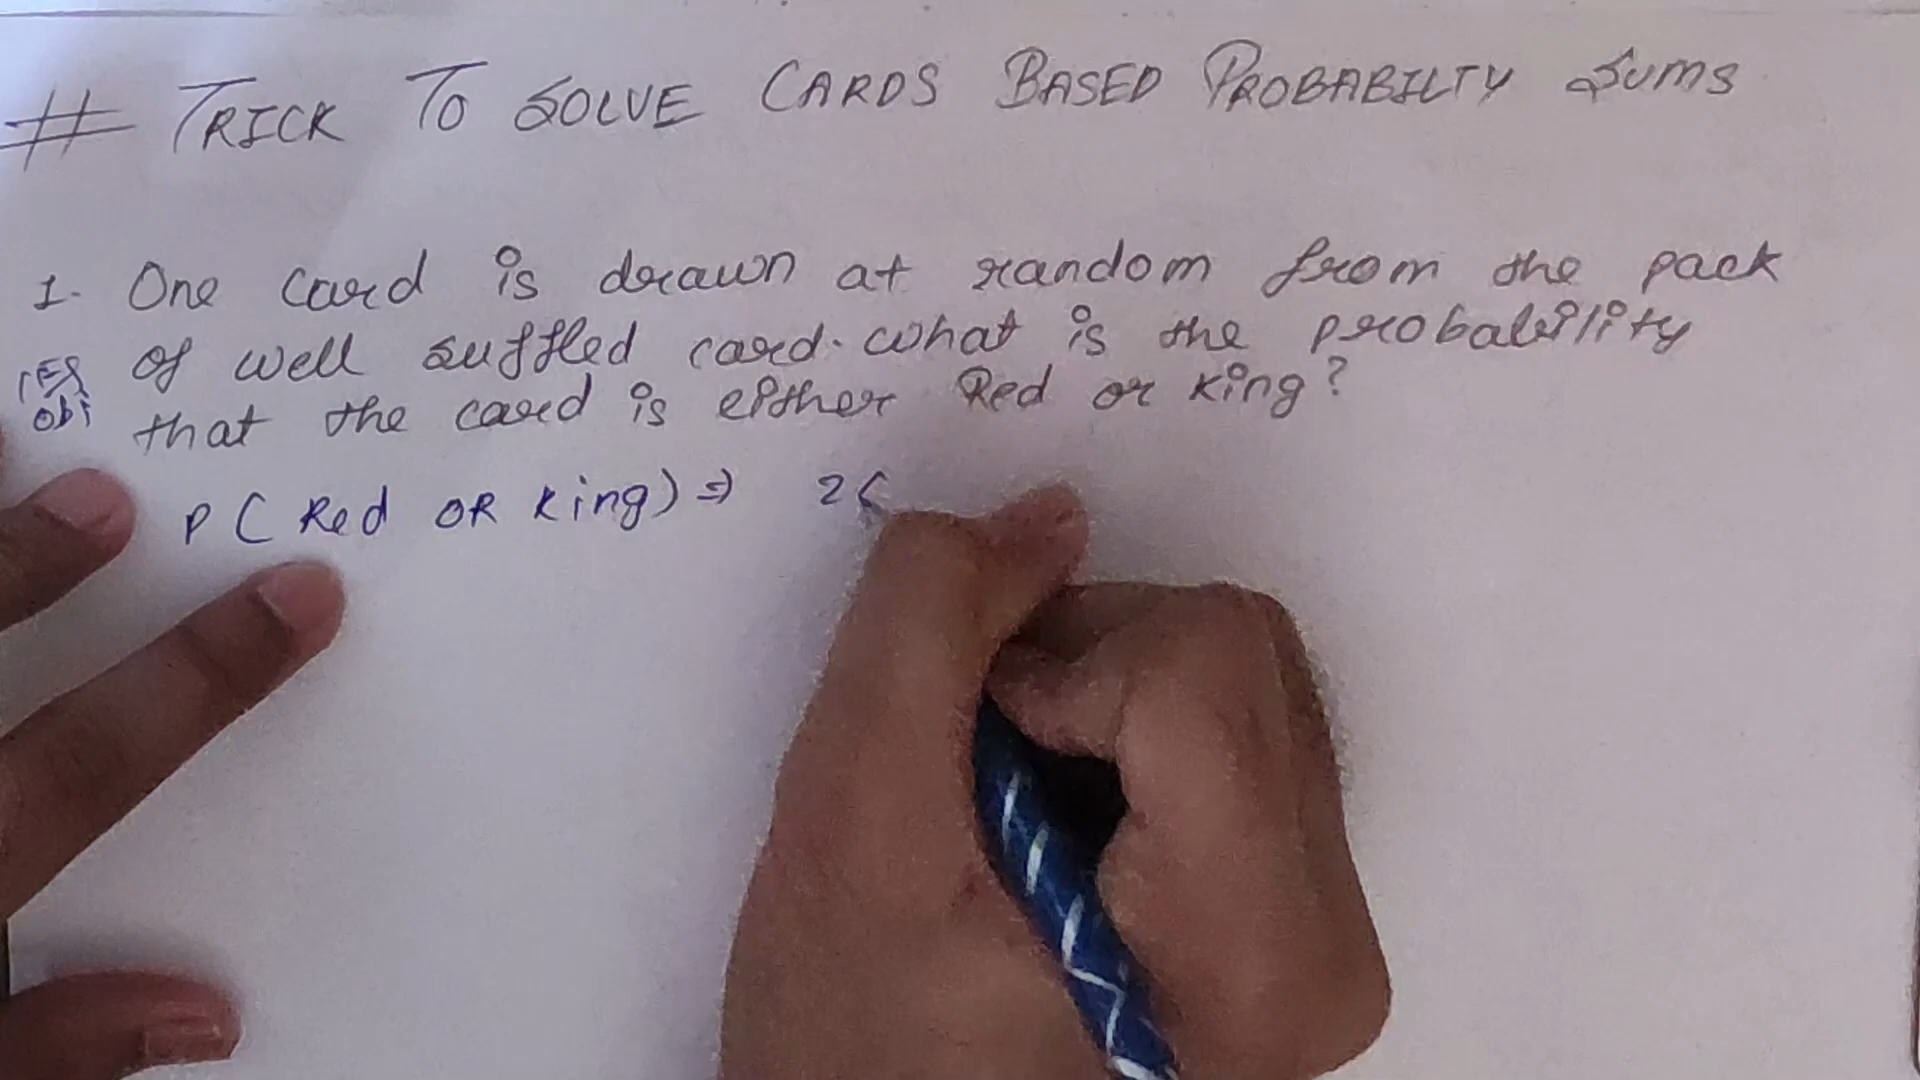 # TRICK TO SOLVE CARDS BASED PROBABILTY SUMS
1. One card is drawn at random from the pack
of well suffled card. what is the probability
that the card is either Red or King?
P ( Red OR King) ⇒ 26